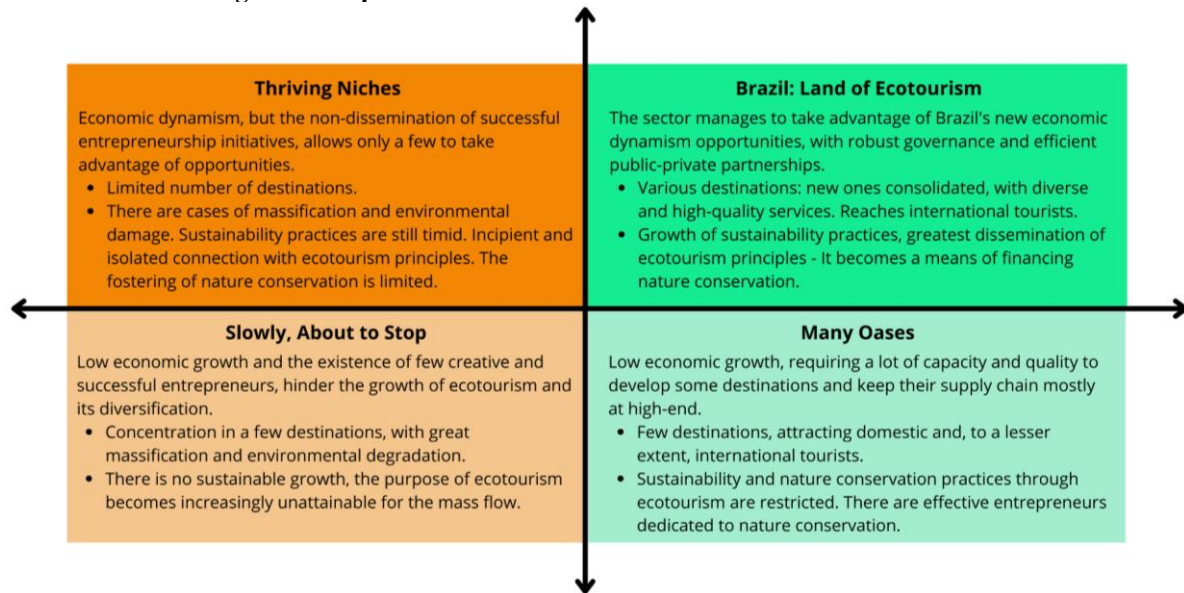 Thriving Niches
Economic dynamism, but the non-dissemination of successful
entrepreneurship initiatives, allows only a few to take
advantage of opportunities.
• Limited number of destinations.
• There are cases of massification and environmental
damage. Sustainability practices are still timid. Incipient and
isolated connection with ecotourism principles. The
fostering of nature conservation is limited.
Brazil: Land of Ecotourism
The sector manages to take advantage of Brazil's new economic
dynamism opportunities, with robust governance and efficient
public-private partnerships.
• Various destinations: new ones consolidated, with diverse
and high-quality services. Reaches international tourists.
• Growth of sustainability practices, greatest dissemination of
ecotourism principles - It becomes a means of financing
nature conservation.
Slowly, About to Stop
Low economic growth and the existence of few creative and
successful entrepreneurs, hinder the growth of ecotourism and
its diversification.
• Concentration in a few destinations, with great
massification and environmental degradation.
• There is no sustainable growth, the purpose of ecotourism
becomes increasingly unattainable for the mass flow.
Many Oases
Low economic growth, requiring a lot of capacity and quality to
develop some destinations and keep their supply chain mostly
at high-end.
• Few destinations, attracting domestic and, to a lesser
extent, international tourists.
• Sustainability and nature conservation practices through
ecotourism are restricted. There are effective entrepreneurs
dedicated to nature conservation.